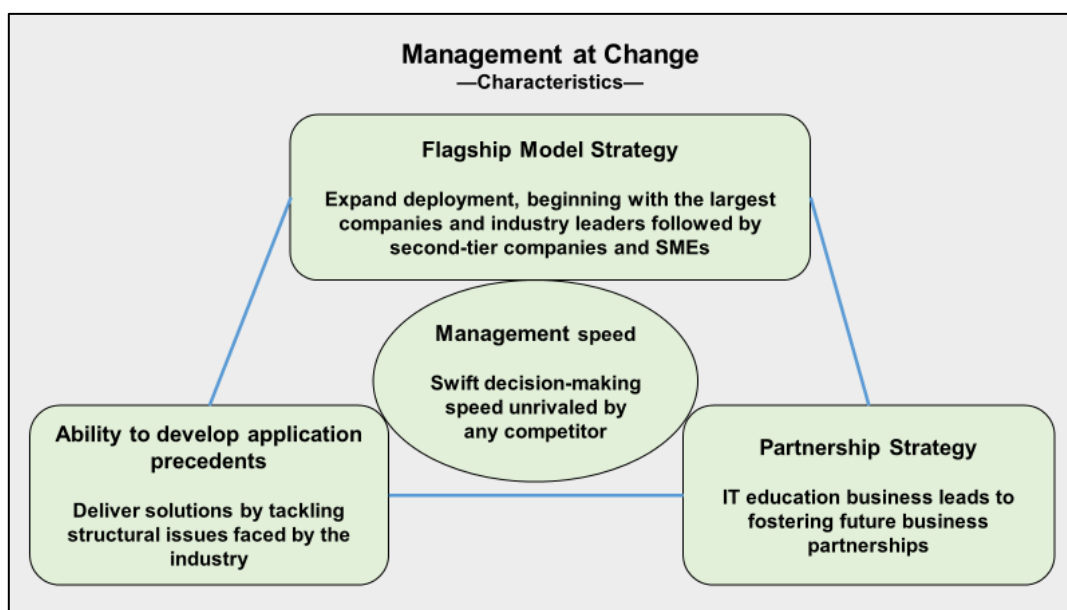 Management at Change
—Characteristics—
Flagship Model Strategy
Expand deployment, beginning with the largest
companies and industry leaders followed by
second-tier companies and SMEs
Management speed
Swift decision-making
speed unrivaled by
any competitor
Ability to develop application
precedents
Deliver solutions by tackling
structural issues faced by the
industry
Partnership Strategy
IT education business leads to
fostering future business
partnerships